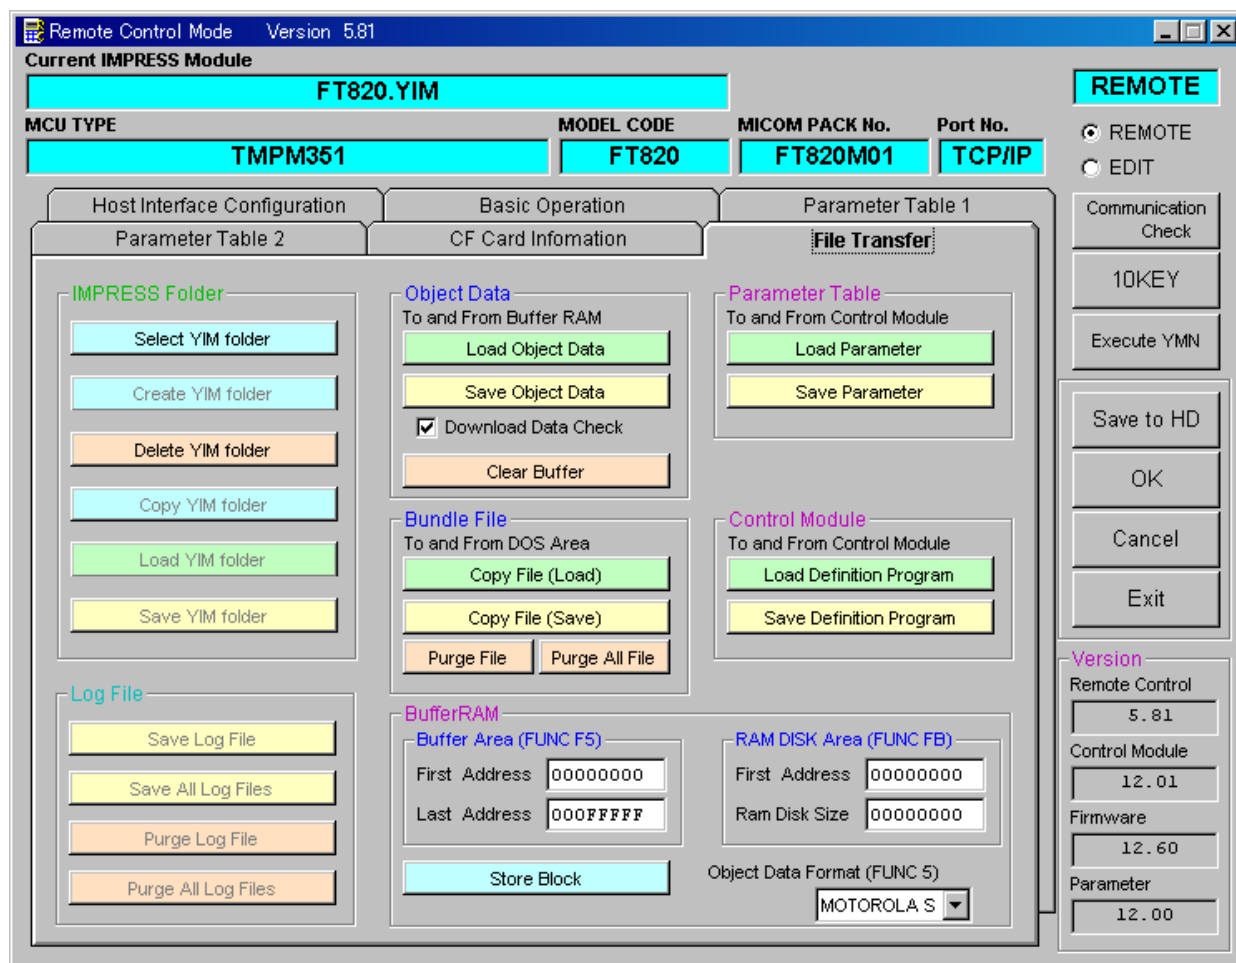 Remote Control Mode Version 5.81
Current IMPRESS Module
FT820.YIM
REMOTE
MCU TYPE
MODEL CODE
MICOM PACK No.
Port No.
TMPM351
FT820
FT820M01
TCP/IP
REMOTE
EDIT
Host Interface Configuration
Basic Operation
Parameter Table 1
Parameter Table 2
CF Card Infomation
File Transfer
Communication
Check
10KEY
Execute YMN
Save to HD
OK
Cancel
Exit
IMPRESS Folder
Select YIM folder
Create YIM folder
Delete YIM folder
Copy YIM folder
Load YIM folder
Save YIM folder
Log File
Save Log File
Save All Log Files
Purge Log File
Purge All Log Files
Object Data
To and From Buffer RAM
Load Object Data
Save Object Data
Download Data Check
Clear Buffer
Bundle File
To and From DOS Area
Copy File (Load)
Copy File (Save)
Purge File
Purge All File
Parameter Table
To and From Control Module
Load Parameter
Save Parameter
Control Module
To and From Control Module
Load Definition Program
Save Definition Program
BufferRAM
Buffer Area (FUNC F5)
First Address 00000000
Last Address 000FFFFF
RAM DISK Area (FUNC FB)
First Address 00000000
Ram Disk Size 00000000
Store Block
Object Data Format (FUNC 5)
MOTOROLA S
Version
Remote Control
5.81
Control Module
12.01
Firmware
12.60
Parameter
12.00